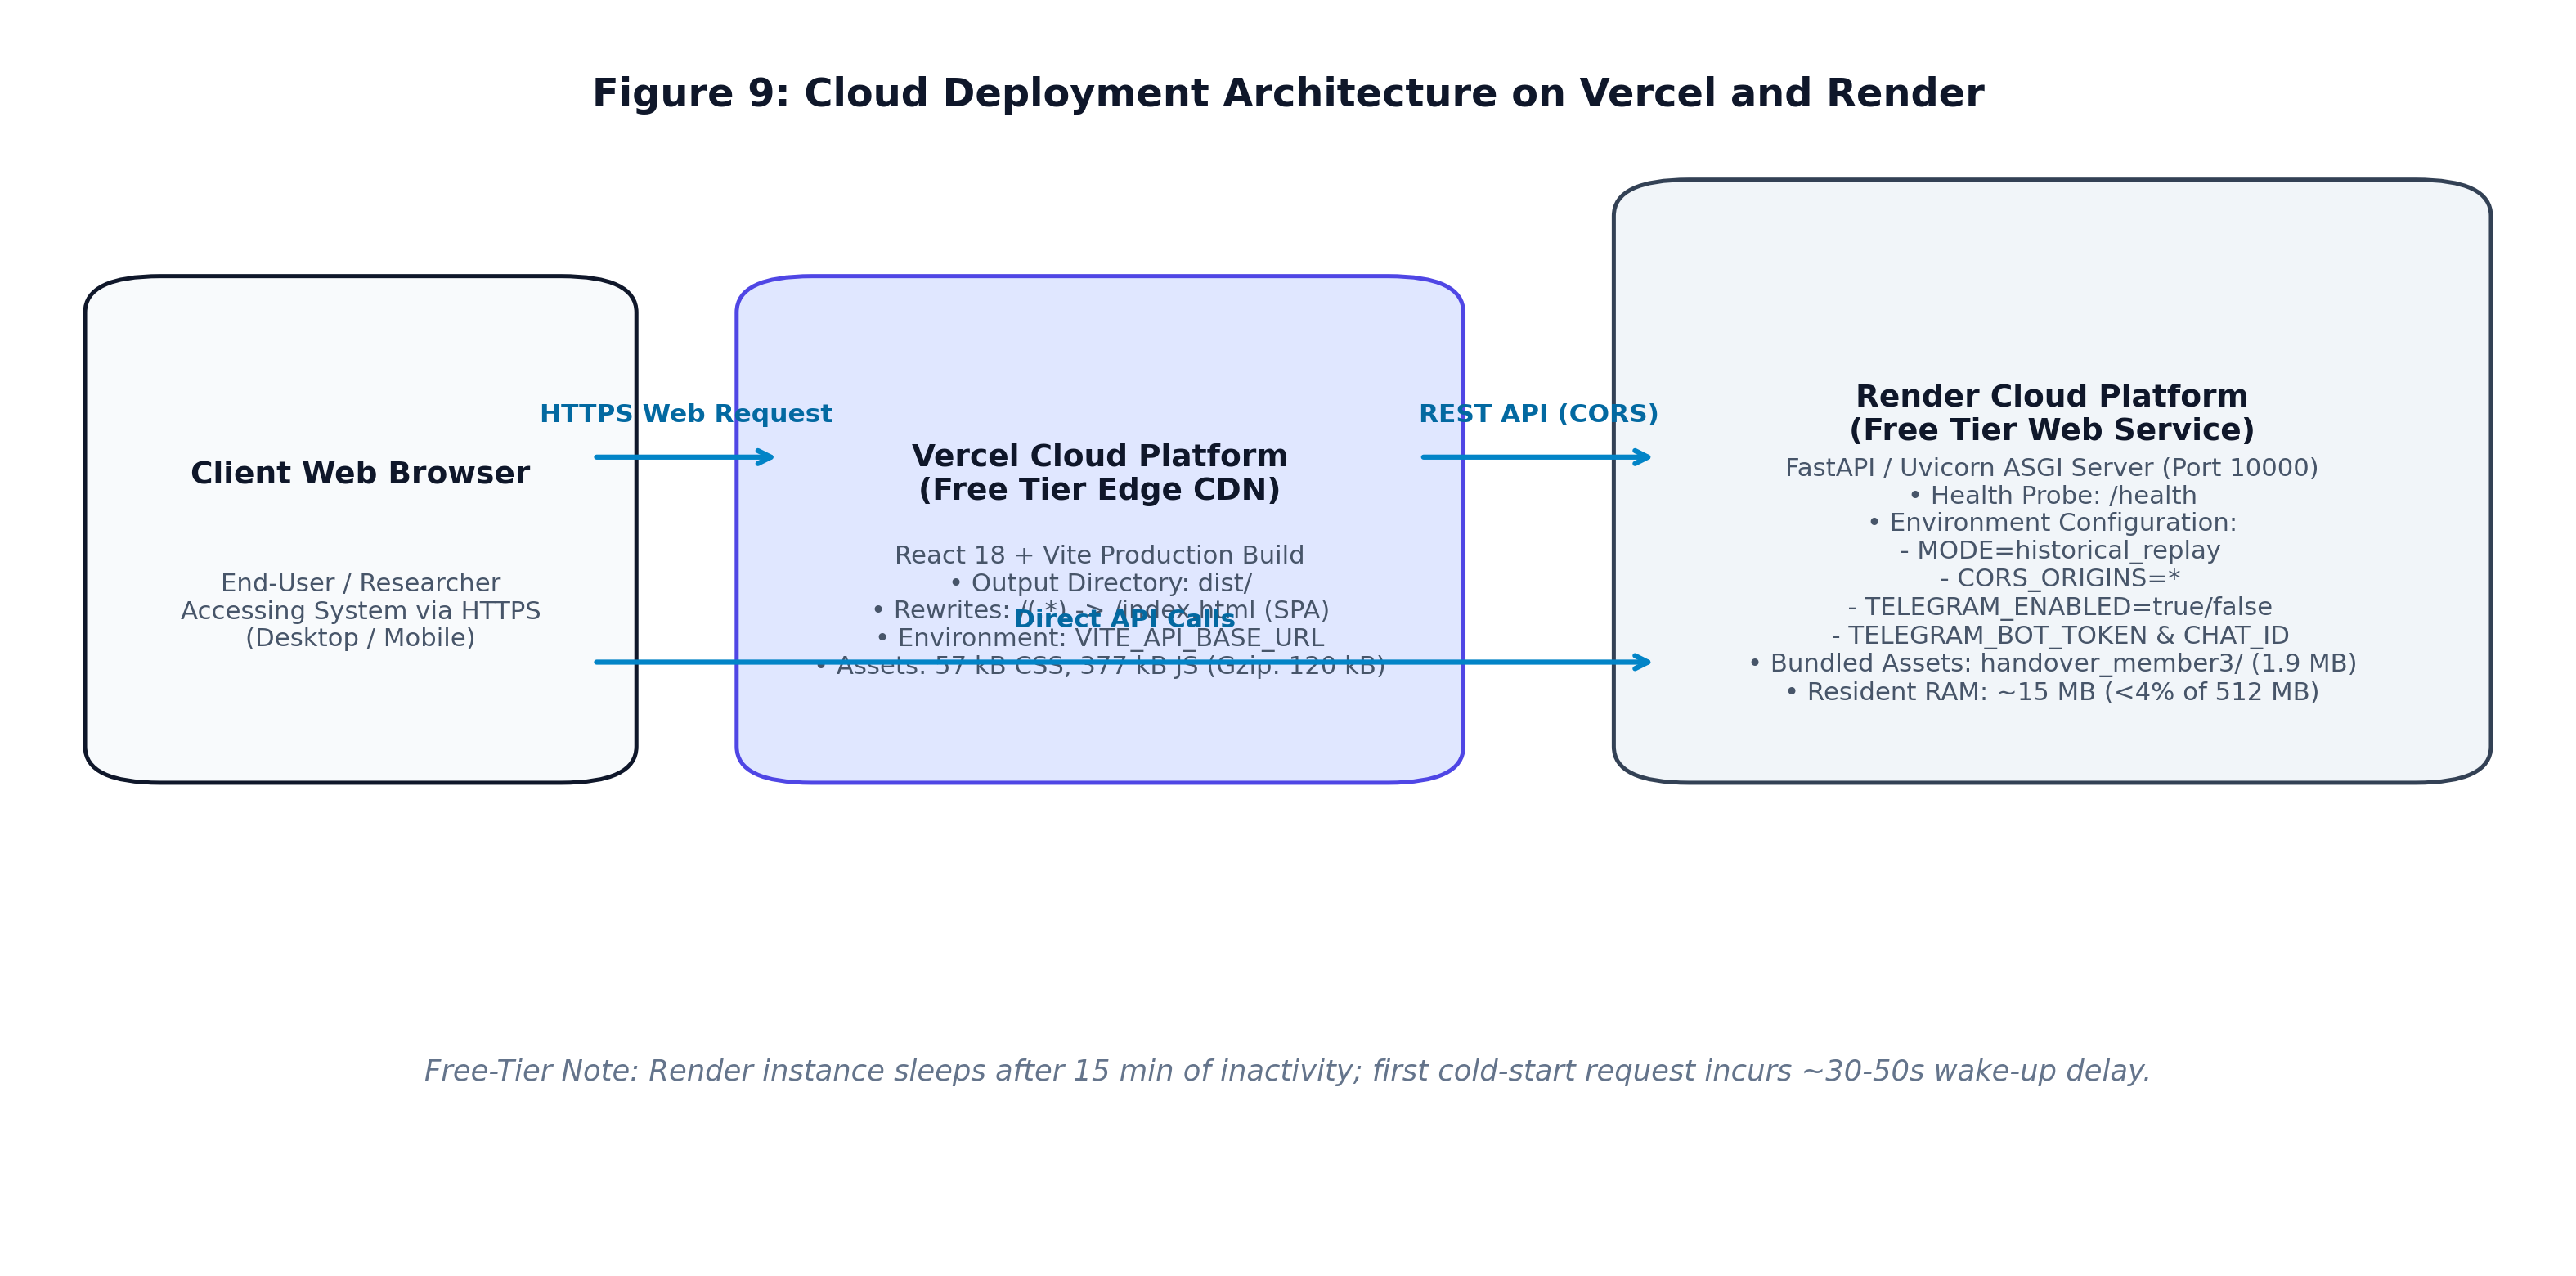 Figure 9: Cloud Deployment Architecture on Vercel and Render
HTTPS Web Request
Client Web Browser
End-User / Researcher
Accessing System via HTTPS
(Desktop / Mobile)
Vercel Cloud Platform
(Free Tier Edge CDN)
React 18 + Vite Production Build
• Output Directory: dist/
• Rewrites: /(.*) -> /index.html (SPA)
Direct API Calls
• Environment: VITE_API_BASE_URL
• Assets: 57 kB CSS, 377 kB JS (Gzip: 120 kB)
REST API (CORS)
Render Cloud Platform
(Free Tier Web Service)
FastAPI / Uvicorn ASGI Server (Port 10000)
• Health Probe: /health
• Environment Configuration:
- MODE=historical_replay
- CORS_ORIGINS=*
- TELEGRAM_ENABLED=true/false
- TELEGRAM_BOT_TOKEN & CHAT_ID
• Bundled Assets: handover_member3/ (1.9 MB)
• Resident RAM: ~15 MB (<4% of 512 MB)
Free-Tier Note: Render instance sleeps after 15 min of inactivity; first cold-start request incurs ~30-50s wake-up delay.